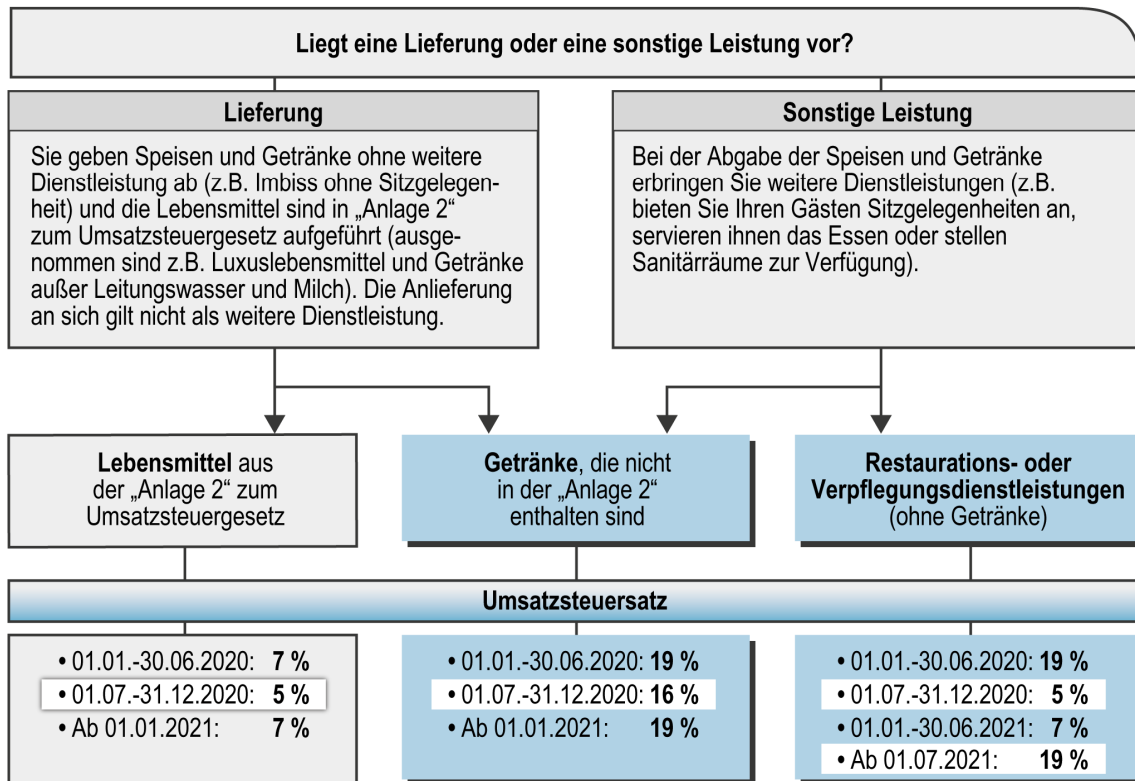 Liegt eine Lieferung oder eine sonstige Leistung vor?
Lieferung
Sie geben Speisen und Getränke ohne weitere
Dienstleistung ab (z.B. Imbiss ohne Sitzgelegen-
heit) und die Lebensmittel sind in „Anlage 2“
zum Umsatzsteuergesetz aufgeführt (ausge-
nommen sind z.B. Luxuslebensmittel und Getränke
außer Leitungswasser und Milch). Die Anlieferung
an sich gilt nicht als weitere Dienstleistung.
Sonstige Leistung
Bei der Abgabe der Speisen und Getränke
erbringen Sie weitere Dienstleistungen (z.B.
bieten Sie Ihren Gästen Sitzgelegenheiten an,
servieren ihnen das Essen oder stellen
Sanitärräume zur Verfügung).
Lebensmittel aus
der „Anlage 2“ zum
Umsatzsteuergesetz
Getränke, die nicht
in der „Anlage 2“
enthalten sind
Restaurations- oder
Verpflegungsdienstleistungen
(ohne Getränke)
Umsatzsteuersatz
• 01.01.-30.06.2020: 7 %
• 01.07.-31.12.2020: 5 %
• Ab 01.01.2021: 7 %
• 01.01.-30.06.2020: 19 %
• 01.07.-31.12.2020: 16 %
• Ab 01.01.2021: 19 %
• 01.01.-30.06.2020: 19 %
• 01.07.-31.12.2020: 5 %
• 01.01.-30.06.2021: 7 %
• Ab 01.07.2021: 19 %